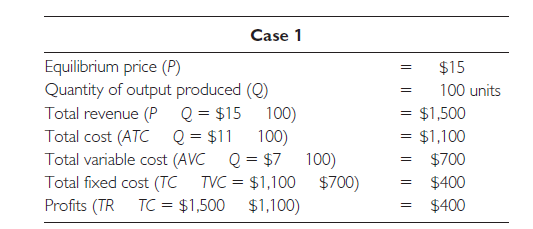 Case 1
Equilibrium price (P) = $15
Quantity of output produced (Q) = 100 units
Total revenue (P Q = $15 100) = $1,500
Total cost (ATC Q = $11 100) = $1,100
Total variable cost (AVC Q = $7 100) = $700
Total fixed cost (TC TVC = $1,100 $700) = $400
Profits (TR TC = $1,500 $1,100) = $400